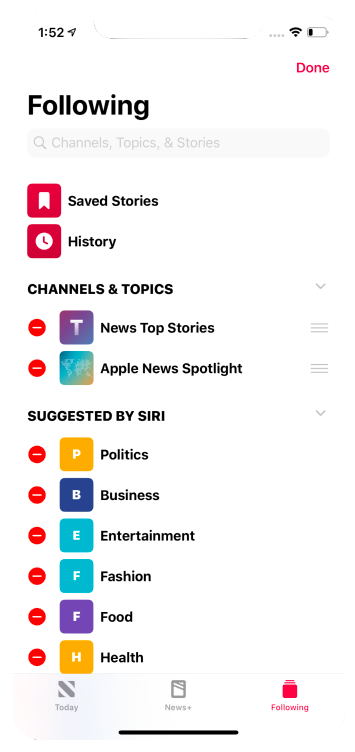 1:52
Done
Following
Channels, Topics, & Stories
Saved Stories
History
CHANNELS & TOPICS
T News Top Stories
Apple News Spotlight
SUGGESTED BY SIRI
P Politics
B Business
E Entertainment
F Fashion
F Food
H Health
Today News+ Following